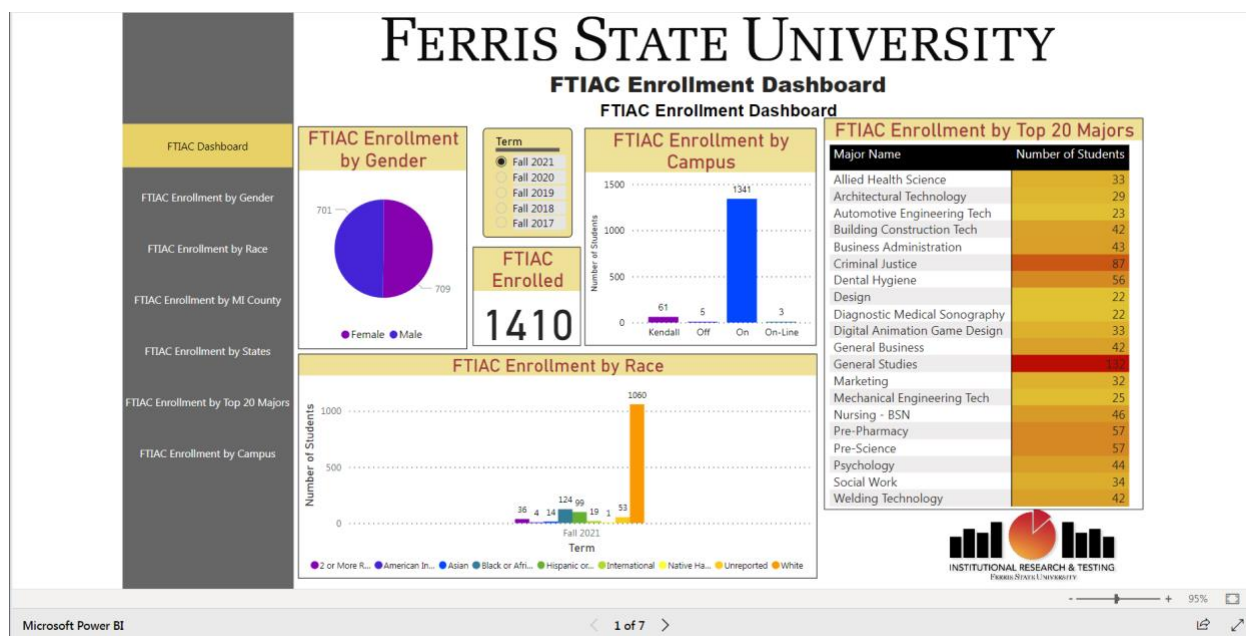 FERRIS STATE UNIVERSITY
FTIAC Enrollment Dashboard
FTIAC Enrollment Dashboard
FTIAC Dashboard
FTIAC Enrollment by Gender
FTIAC Enrollment by Race
FTIAC Enrollment by MI County
FTIAC Enrollment by States
FTIAC Enrollment by Top 20 Majors
FTIAC Enrollment by Campus
FTIAC Enrollment
by Gender
701
709
Female Male
Term
Fall 2021
Fall 2020
Fall 2019
Fall 2018
Fall 2017
FTIAC
Enrolled
1410
FTIAC Enrollment by
Campus
Number of Students
1500
1000
500
0
61
5
1341
3
Kendall Off On On-Line
FTIAC Enrollment by Race
Number of Students
1000
500
0
36 4 14 124 99 19 1 53 1060
Fall 2021
Term
2 or More R... American In... Asian Black or Afri... Hispanic or... International Native Ha... Unreported White
FTIAC Enrollment by Top 20 Majors
Major Name Number of Students
Allied Health Science 33
Architectural Technology 29
Automotive Engineering Tech 23
Building Construction Tech 42
Business Administration 43
Criminal Justice 87
Dental Hygiene 56
Design 22
Diagnostic Medical Sonography 22
Digital Animation Game Design 33
General Business 42
General Studies
Marketing 32
Mechanical Engineering Tech 25
Nursing - BSN 46
Pre-Pharmacy 57
Pre-Science 57
Psychology 44
Social Work 34
Welding Technology 42
INSTITUTIONAL RESEARCH & TESTING
FERRIS STATE UNIVERSITY
- + 95%
Microsoft Power BI
< 1 of 7 >